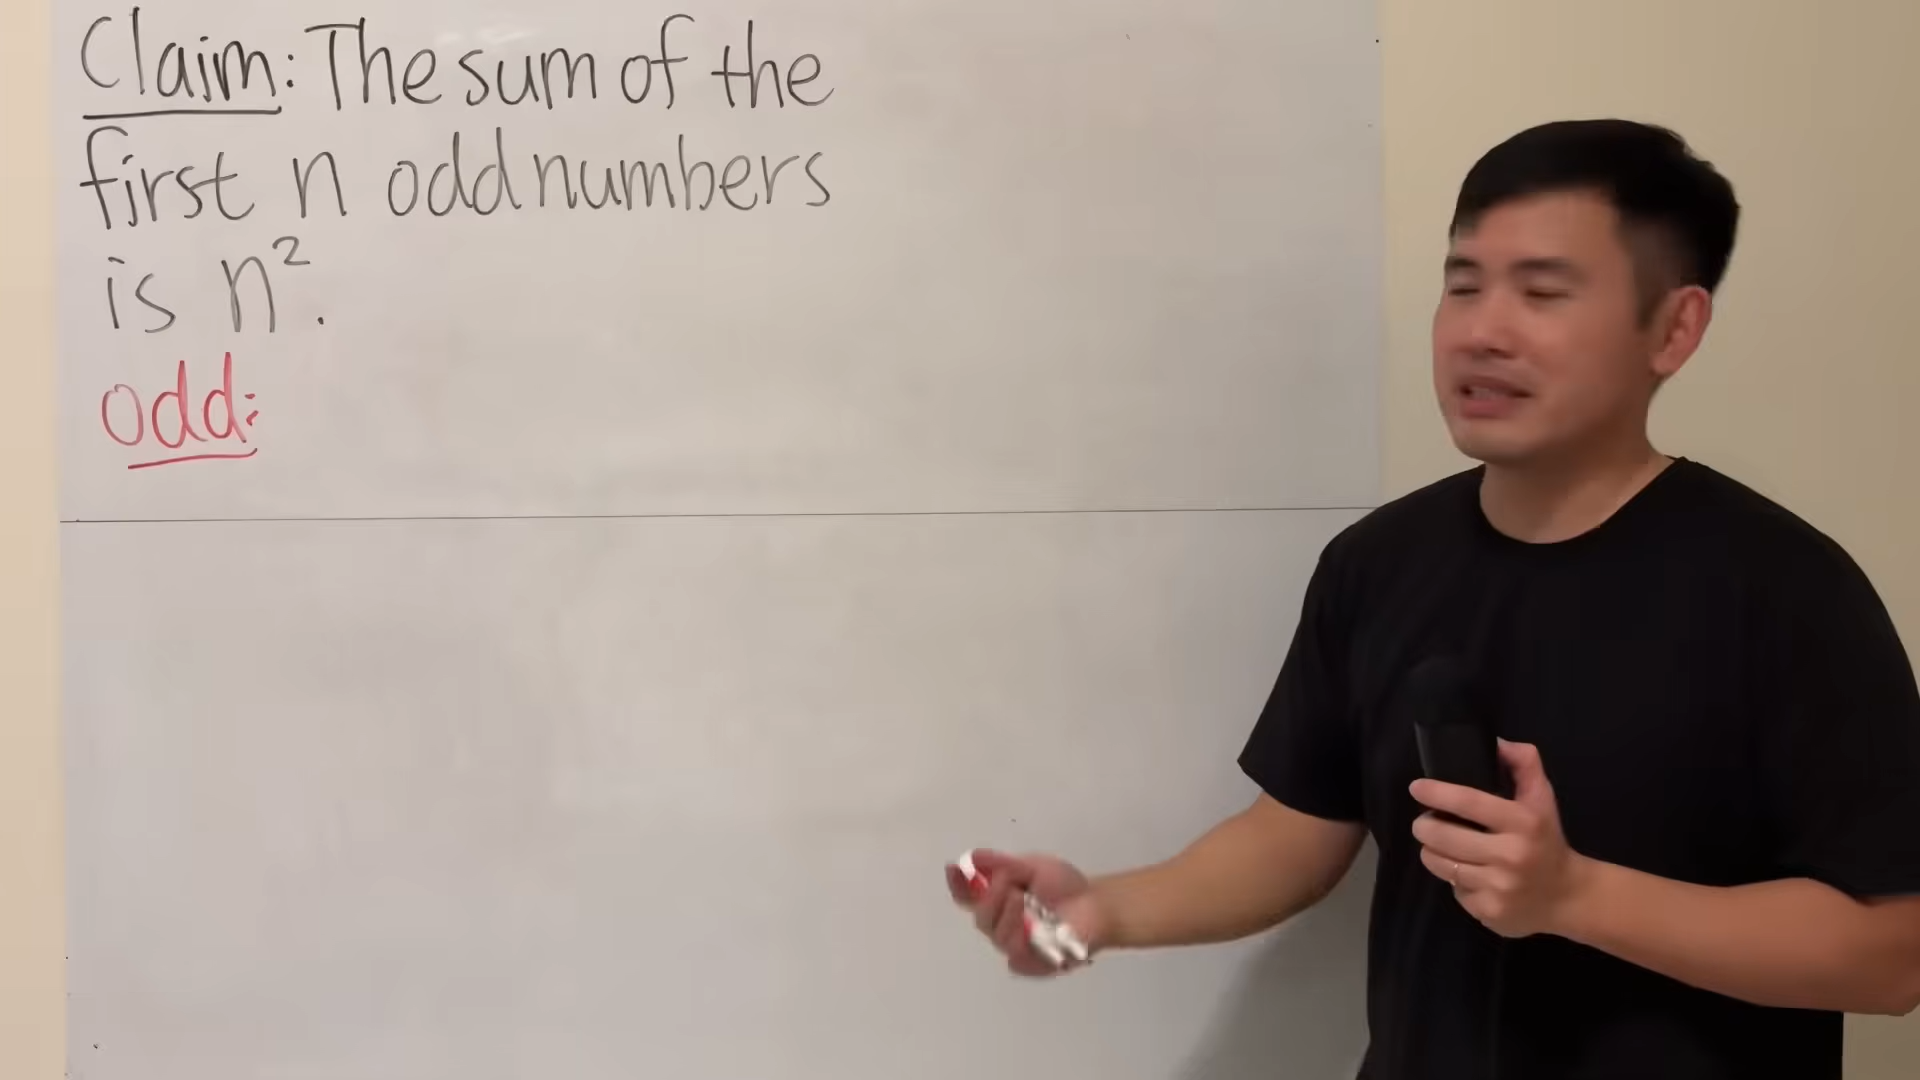 Claim: The sum of the
first n odd numbers
is n².
odd: